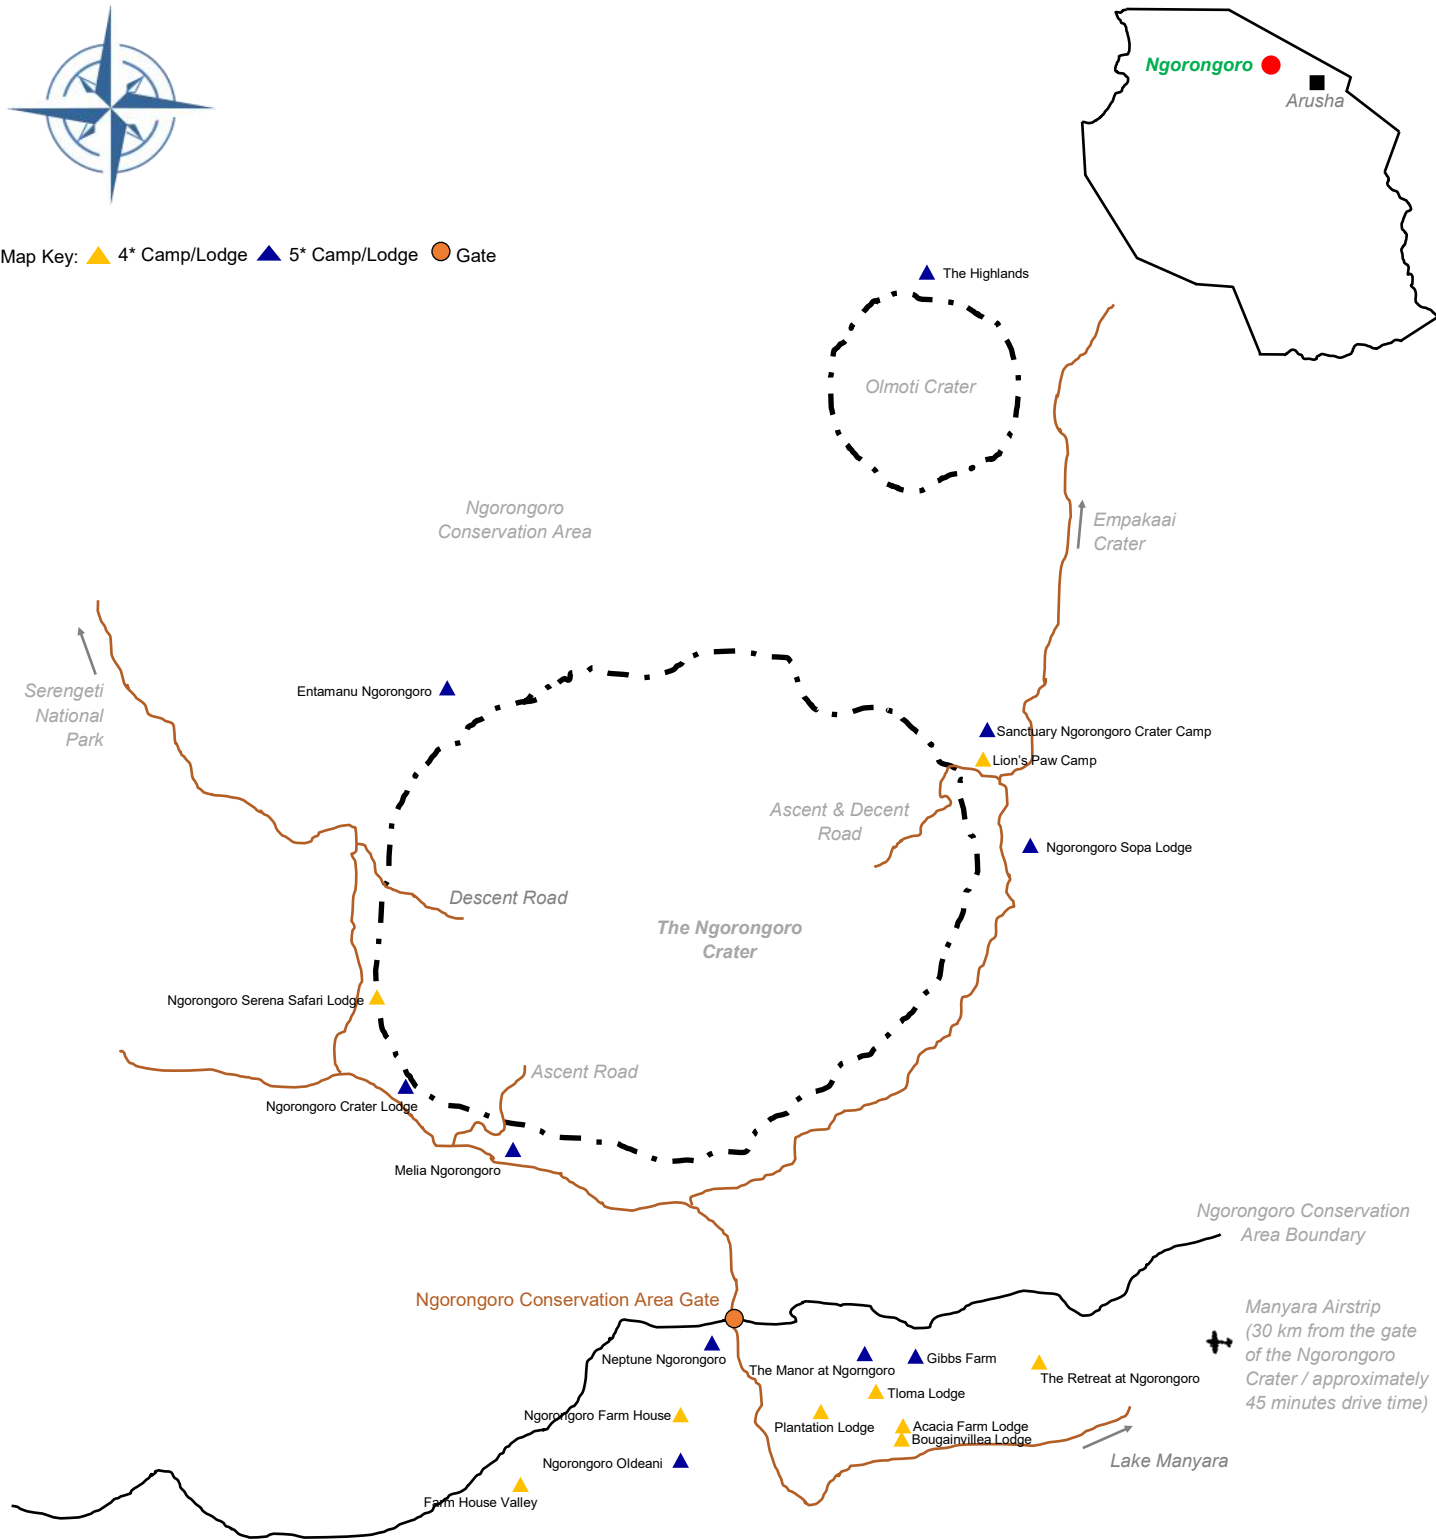 Ngorongoro
Arusha
Map Key: 4* Camp/Lodge 5* Camp/Lodge Gate
The Highlands
Olmoti Crater
Ngorongoro
Conservation Area
Empakaai
Crater
Serengeti
National
Park
Entamanu Ngorongoro
Sanctuary Ngorongoro Crater Camp
Lion's Paw Camp
Ascent & Decent
Road
Ngorongoro Sopa Lodge
Descent Road
The Ngorongoro
Crater
Ngorongoro Serena Safari Lodge
Ascent Road
Ngorongoro Crater Lodge
Melia Ngorongoro
Ngorongoro Conservation
Area Boundary
Ngorongoro Conservation Area Gate
Manyara Airstrip
(30 km from the gate
of the Ngorongoro
Crater / approximately
45 minutes drive time)
Neptune Ngorongoro
The Manor at Ngorngoro
Gibbs Farm
The Retreat at Ngorongoro
Tloma Lodge
Ngorongoro Farm House
Plantation Lodge
Acacia Farm Lodge
Bougainvillea Lodge
Ngorongoro Oldeani
Lake Manyara
Farm House Valley